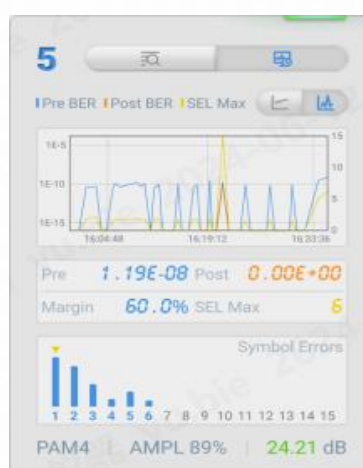 5
Pre BER Post BER SEL Max
1E-5 15
1E-10 10
5
1E-15 0
16:04:48 16:19:12 16:33:36
Pre 1.19E-08 Post 0.00E+00
Margin 60.0% SEL Max 6
Symbol Errors
1 2 3 4 5 6 7 8 9 10 11 12 13 14 15
PAM4 | AMPL 89% | 24.21 dB